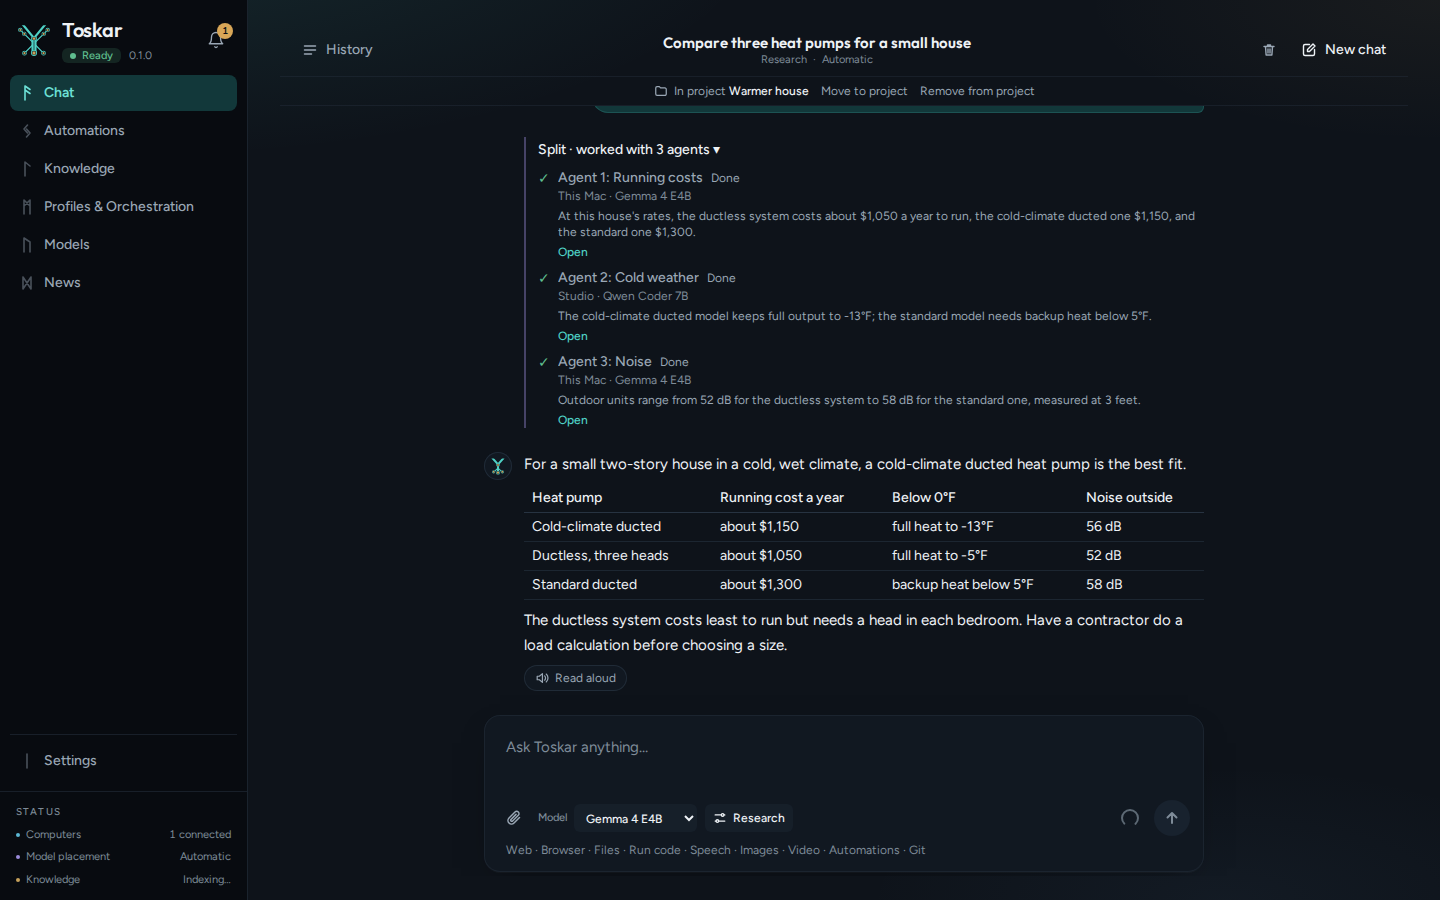 Toskar
1
Ready 0.1.0
Chat
Automations
Knowledge
Profiles & Orchestration
Models
News
Settings
STATUS
Computers 1 connected
Model placement Automatic
Knowledge Indexing...
History
Compare three heat pumps for a small house
Research · Automatic
New chat
In project Warmer house Move to project Remove from project
Split · worked with 3 agents ▾
✓ Agent 1: Running costs Done
This Mac · Gemma 4 E4B
At this house's rates, the ductless system costs about $1,050 a year to run, the cold-climate ducted one $1,150, and
the standard one $1,300.
Open
✓ Agent 2: Cold weather Done
Studio · Qwen Coder 7B
The cold-climate ducted model keeps full output to -13°F; the standard model needs backup heat below 5°F.
Open
✓ Agent 3: Noise Done
This Mac · Gemma 4 E4B
Outdoor units range from 52 dB for the ductless system to 58 dB for the standard one, measured at 3 feet.
Open
For a small two-story house in a cold, wet climate, a cold-climate ducted heat pump is the best fit.
Heat pump Running cost a year Below 0°F Noise outside
Cold-climate ducted about $1,150 full heat to -13°F 56 dB
Ductless, three heads about $1,050 full heat to -5°F 52 dB
Standard ducted about $1,300 backup heat below 5°F 58 dB
The ductless system costs least to run but needs a head in each bedroom. Have a contractor do a
load calculation before choosing a size.
Read aloud
Ask Toskar anything...
Model Gemma 4 E4B Research
Web · Browser · Files · Run code · Speech · Images · Video · Automations · Git